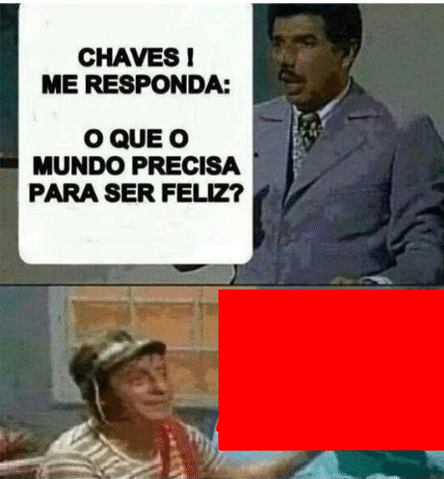 CHAVES !
ME RESPONDA:
O QUE O
MUNDO PRECISA
PARA SER FELIZ?